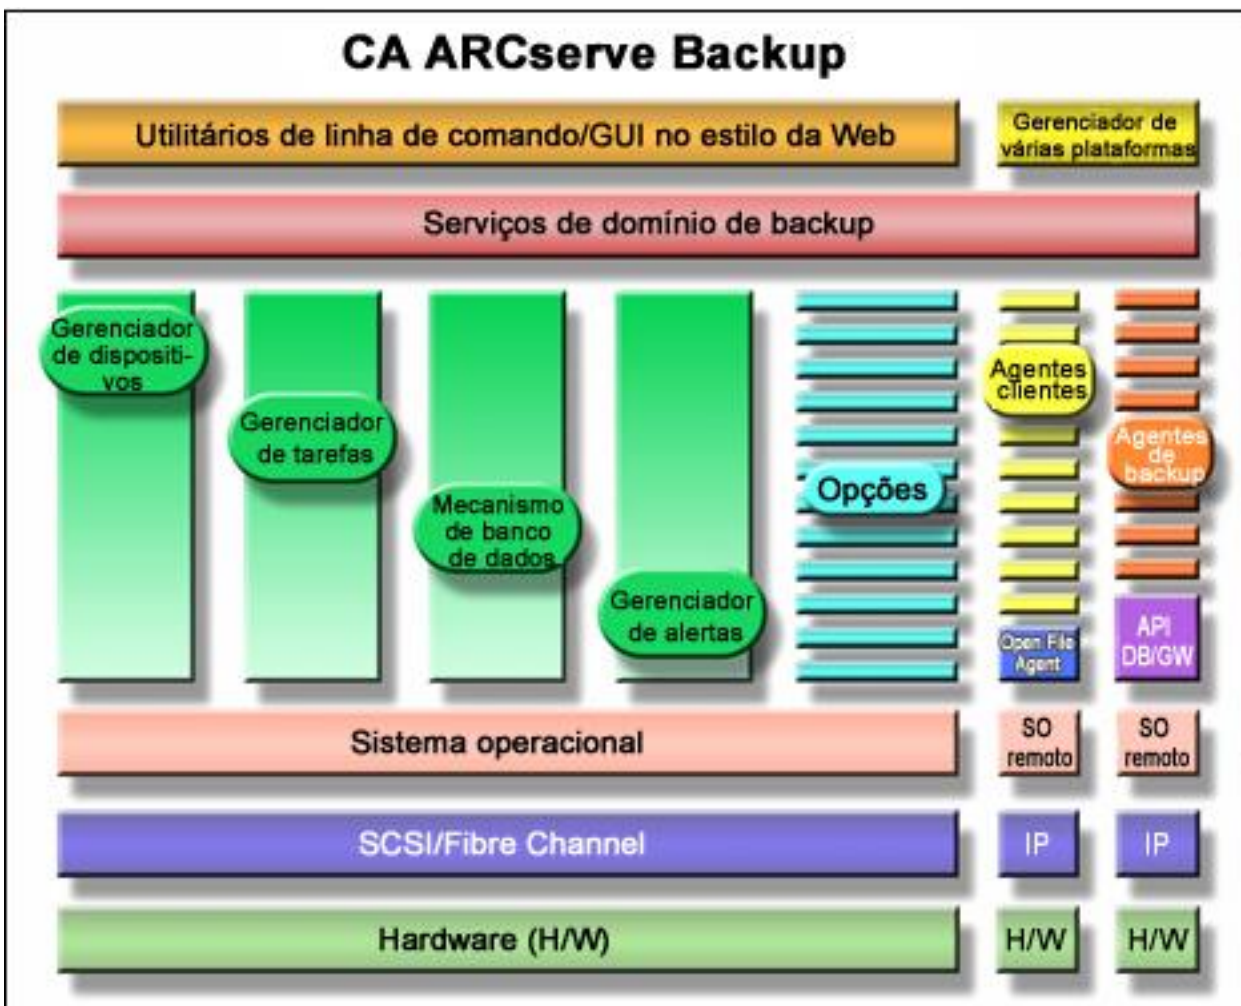 CA ARCserve Backup
Utilitários de linha de comando/GUI no estilo da Web
Gerenciador de
várias plataformas
Serviços de domínio de backup
Gerenciador
de dispositi-
vos
Gerenciador
de tarefas
Mecanismo
de banco
de dados
Gerenciador
de alertas
Opções
Agentes
clientes
Agentes
de
backup
Open File
Agent
API
DB/GW
Sistema operacional
SO
remoto
SO
remoto
SCSI/Fibre Channel
IP
IP
Hardware (H/W)
H/W
H/W